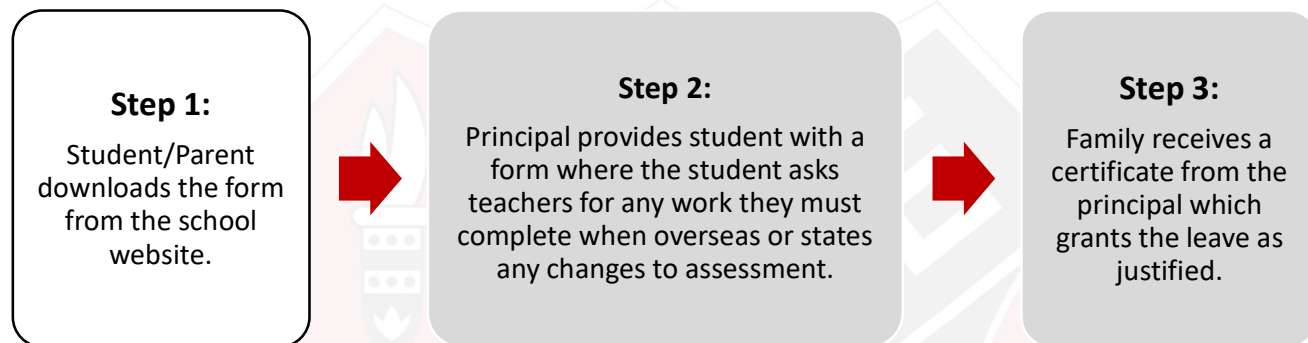 Step 1:
Student/Parent
downloads the form
from the school
website.
Step 2:
Principal provides student with a
form where the student asks
teachers for any work they must
complete when overseas or states
any changes to assessment.
Step 3:
Family receives a
certificate from the
principal which
grants the leave as
justified.